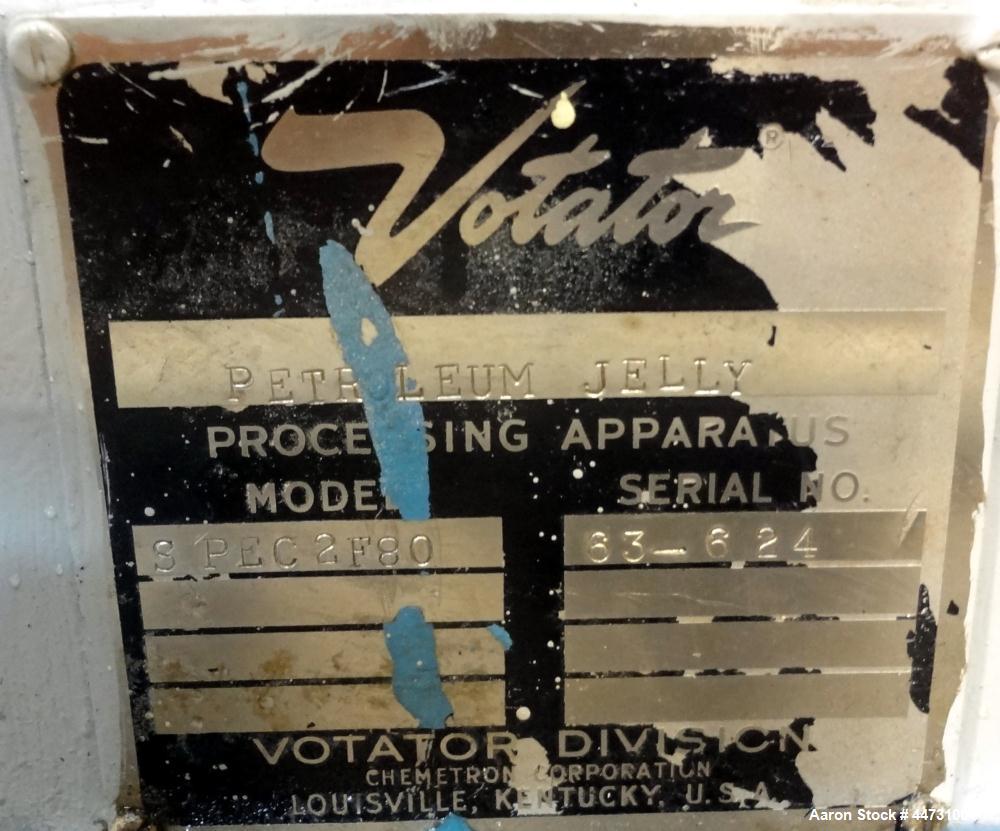 Votator®
PETROLEUM JELLY
PROCESSING APPARATUS
MODEL SERIAL NO.
SPEC2F80 63-624
VOTATOR DIVISION
CHEMETRON CORPORATION
LOUISVILLE, KENTUCKY, U.S.A.
Aaron Stock #